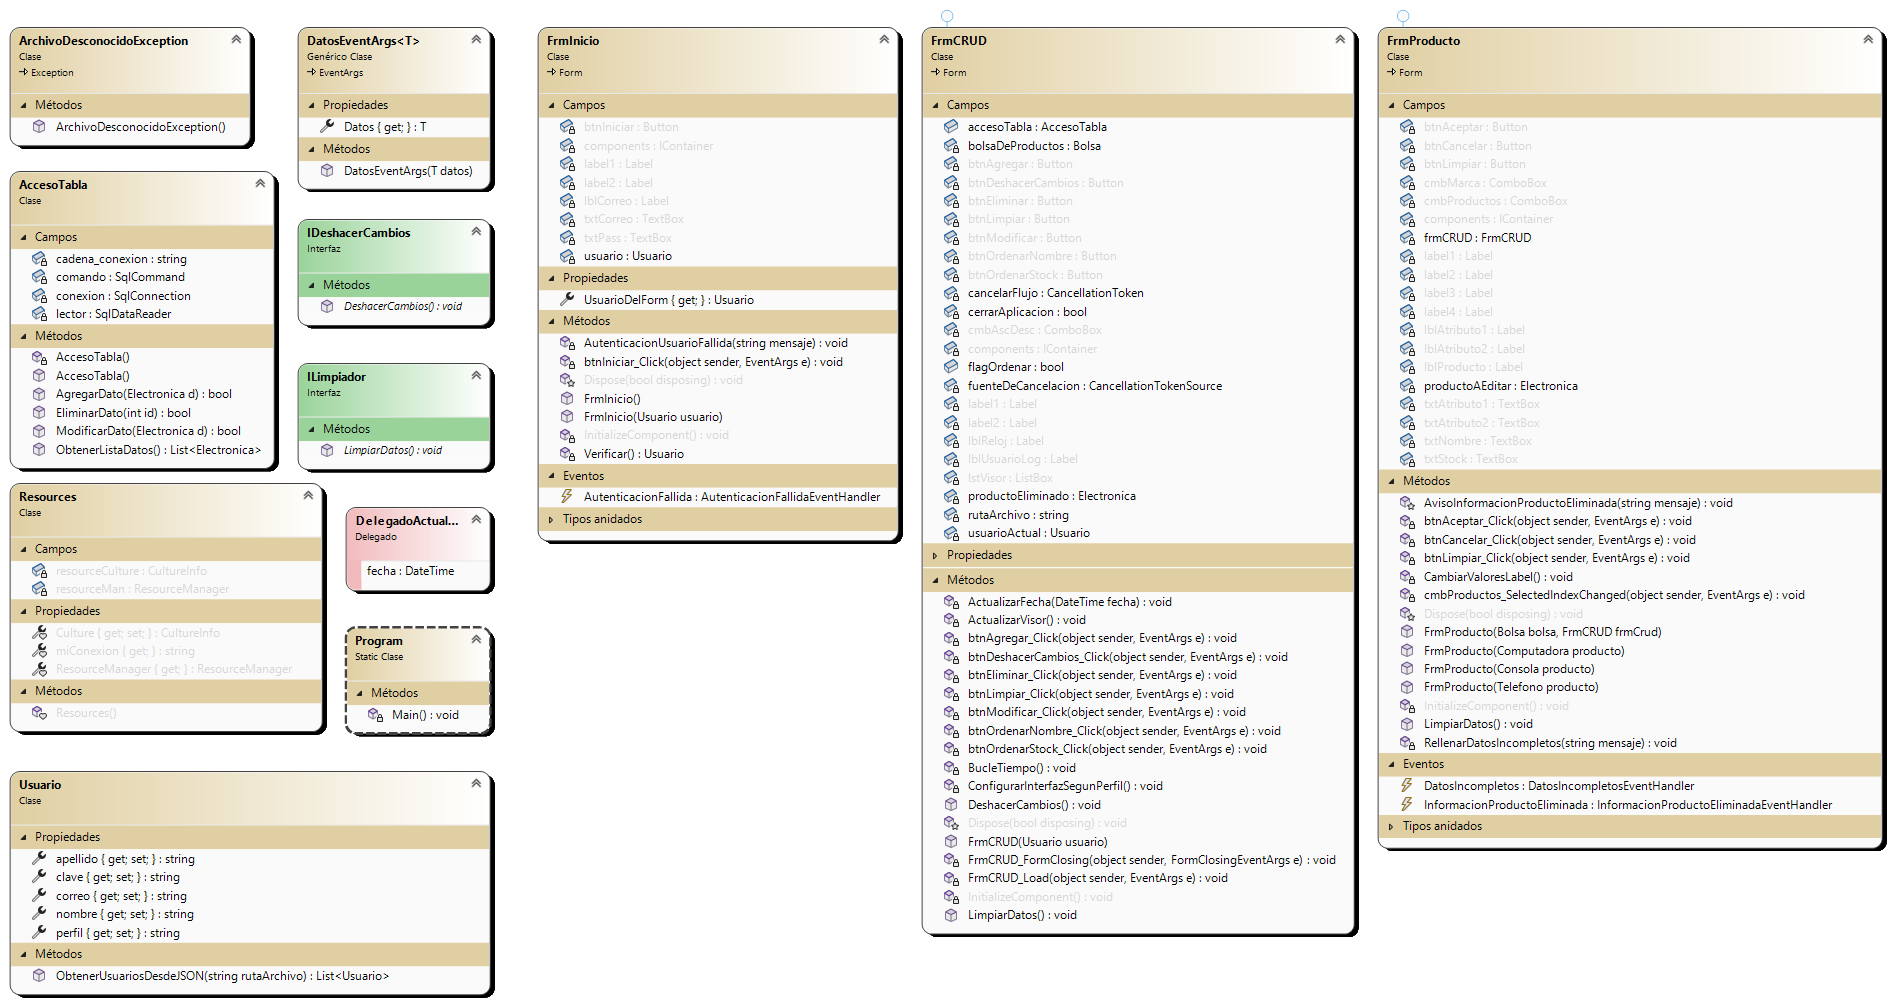 ArchivoDesconocidoException
Clase
Exception
Métodos
ArchivoDesconocidoException()
AccesoTabla
Clase
Campos
cadena_conexion : string
comando : SqlCommand
conexion : SqlConnection
lector : SqlDataReader
Métodos
AccesoTabla()
AccesoTabla()
AgregarDato(Electronica d) : bool
EliminarDato(int id) : bool
ModificarDato(Electronica d) : bool
ObtenerListaDatos() : List<Electronica>
Resources
Clase
Campos
resourceCulture : CultureInfo
resourceMan : ResourceManager
Propiedades
Culture { get; set; } : CultureInfo
miConexion { get; } : string
ResourceManager { get; } : ResourceManager
Métodos
Resources()
Usuario
Clase
Propiedades
apellido { get; set; } : string
clave { get; set; } : string
correo { get; set; } : string
nombre { get; set; } : string
perfil { get; set; } : string
Métodos
ObtenerUsuariosDesdeJSON(string rutaArchivo) : List<Usuario>
DatosEventArgs<T>
Genérico Clase
EventArgs
Propiedades
Datos { get; } : T
Métodos
DatosEventArgs(T datos)
IDeshacerCambios
Interfaz
Métodos
DeshacerCambios() : void
ILimpiador
Interfaz
Métodos
LimpiarDatos() : void
DelegadoActual...
Delegado
fecha : DateTime
Program
Static Clase
Métodos
Main() : void
FrmInicio
Clase
Form
Campos
btnIniciar : Button
components : IContainer
label1 : Label
label2 : Label
lblCorreo : Label
txtCorreo : TextBox
txtPass : TextBox
usuario : Usuario
Propiedades
UsuarioDelForm { get; } : Usuario
Métodos
AutenticacionUsuarioFallida(string mensaje) : void
btnIniciar_Click(object sender, EventArgs e) : void
Dispose(bool disposing) : void
FrmInicio()
FrmInicio(Usuario usuario)
InitializeComponent() : void
Verificar() : Usuario
Eventos
AutenticacionFallida : AutenticacionFallidaEventHandler
Tipos anidados
FrmCRUD
Clase
Form
Campos
accesoTabla : AccesoTabla
bolsaDeProductos : Bolsa
btnAgregar : Button
btnDeshacerCambios : Button
btnEliminar : Button
btnLimpiar : Button
btnModificar : Button
btnOrdenarNombre : Button
btnOrdenarStock : Button
cancelarFlujo : CancellationToken
cerrarAplicacion : bool
cmbAscDesc : ComboBox
components : IContainer
flagOrdenar : bool
fuenteDeCancelacion : CancellationTokenSource
label1 : Label
label2 : Label
lblReloj : Label
lblUsuarioLog : Label
lstVisor : ListBox
productoEliminado : Electronica
rutaArchivo : string
usuarioActual : Usuario
Propiedades
Métodos
ActualizarFecha(DateTime fecha) : void
ActualizarVisor() : void
btnAgregar_Click(object sender, EventArgs e) : void
btnDeshacerCambios_Click(object sender, EventArgs e) : void
btnEliminar_Click(object sender, EventArgs e) : void
btnLimpiar_Click(object sender, EventArgs e) : void
btnModificar_Click(object sender, EventArgs e) : void
btnOrdenarNombre_Click(object sender, EventArgs e) : void
btnOrdenarStock_Click(object sender, EventArgs e) : void
BucleTiempo() : void
ConfigurarInterfazSegunPerfil() : void
DeshacerCambios() : void
Dispose(bool disposing) : void
FrmCRUD(Usuario usuario)
FrmCRUD_FormClosing(object sender, FormClosingEventArgs e) : void
FrmCRUD_Load(object sender, EventArgs e) : void
InitializeComponent() : void
LimpiarDatos() : void
FrmProducto
Clase
Form
Campos
btnAceptar : Button
btnCancelar : Button
btnLimpiar : Button
cmbMarca : ComboBox
cmbProductos : ComboBox
components : IContainer
frmCRUD : FrmCRUD
label1 : Label
label2 : Label
label3 : Label
label4 : Label
lblAtributo1 : Label
lblAtributo2 : Label
lblProducto : Label
productoAEditar : Electronica
txtAtributo1 : TextBox
txtAtributo2 : TextBox
txtNombre : TextBox
txtStock : TextBox
Métodos
AvisoInformacionProductoEliminada(string mensaje) : void
btnAceptar_Click(object sender, EventArgs e) : void
btnCancelar_Click(object sender, EventArgs e) : void
btnLimpiar_Click(object sender, EventArgs e) : void
CambiarValoresLabel() : void
cmbProductos_SelectedIndexChanged(object sender, EventArgs e) : void
Dispose(bool disposing) : void
FrmProducto(Bolsa bolsa, FrmCRUD frmCrud)
FrmProducto(Computadora producto)
FrmProducto(Consola producto)
FrmProducto(Telefono producto)
InitializeComponent() : void
LimpiarDatos() : void
RellenarDatosIncompletos(string mensaje) : void
Eventos
DatosIncompletos : DatosIncompletosEventHandler
InformacionProductoEliminada : InformacionProductoEliminadaEventHandler
Tipos anidados